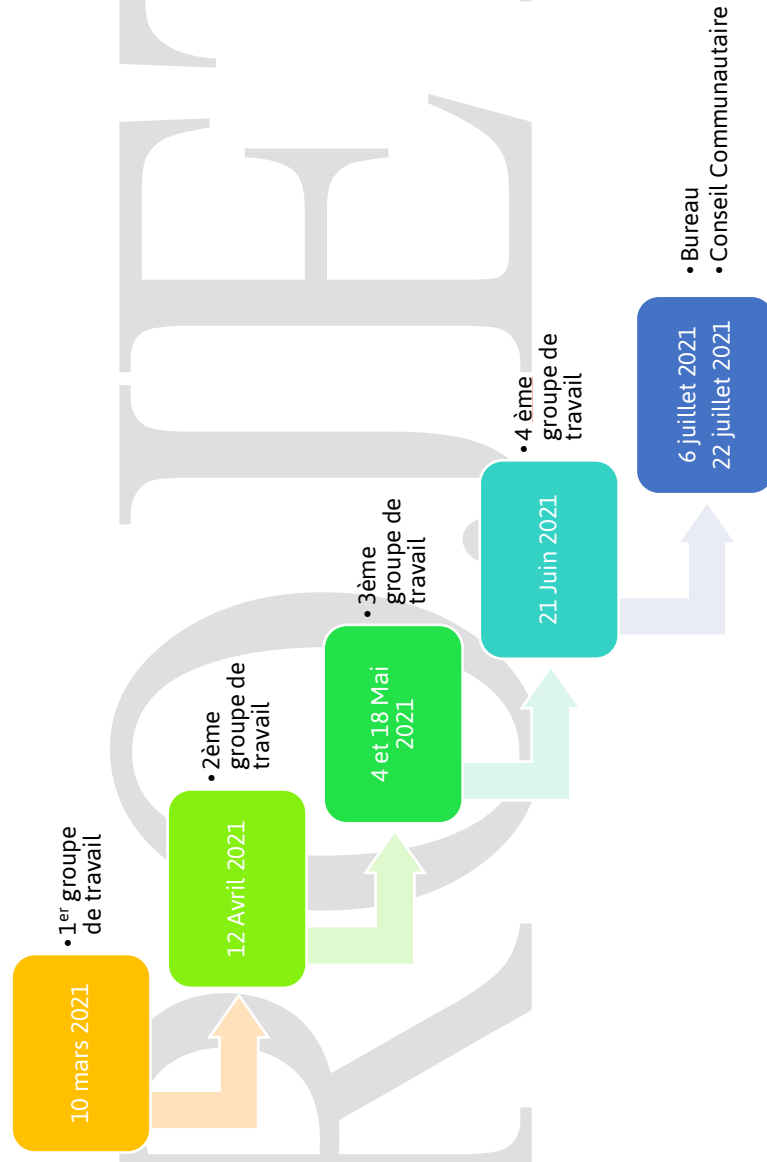 10 mars 2021
• 1er groupe
de travail
12 Avril 2021
• 2ème
groupe de
travail
4 et 18 Mai
2021
• 3ème
groupe de
travail
21 Juin 2021
• 4 ème
groupe de
travail
6 juillet 2021
22 juillet 2021
• Bureau
• Conseil Communautaire
ROJET